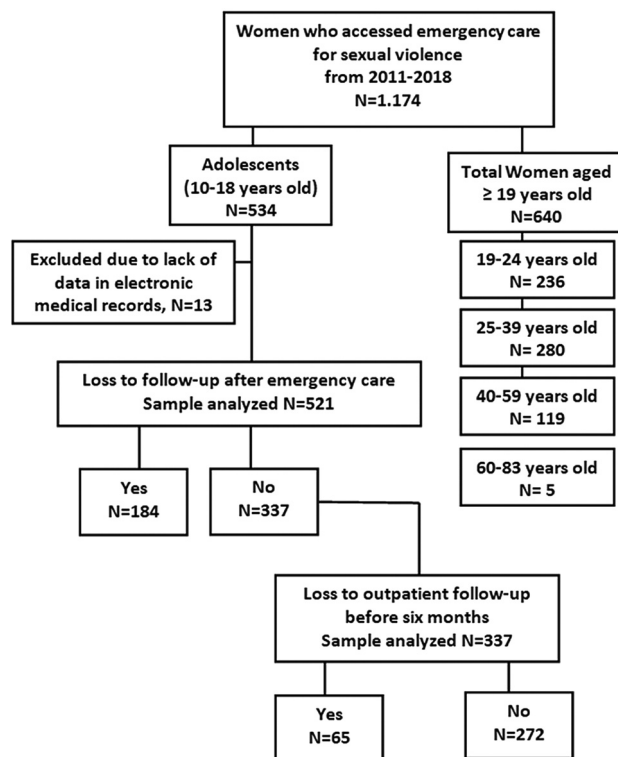 Women who accessed emergency care
for sexual violence
from 2011-2018
N=1.174
Adolescents
(10-18 years old)
N=534
Total Women aged
≥ 19 years old
N=640
Excluded due to lack of
data in electronic
medical records, N=13
19-24 years old
N= 236
25-39 years old
N= 280
40-59 years old
N= 119
60-83 years old
N= 5
Loss to follow-up after emergency care
Sample analyzed N=521
Yes
N=184
No
N=337
Loss to outpatient follow-up
before six months
Sample analyzed N=337
Yes
N=65
No
N=272